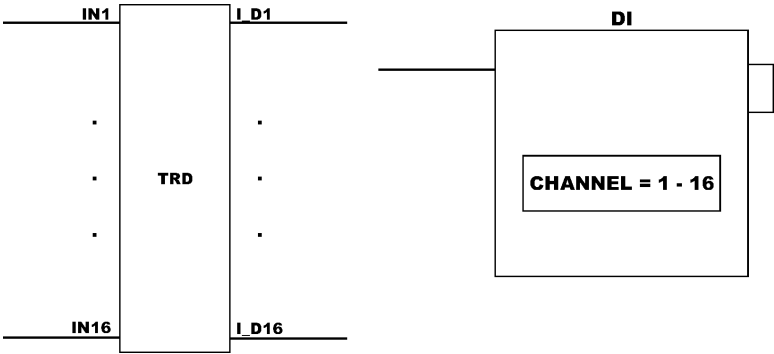 IN1
I_D1
TRD
IN16
I_D16
DI
CHANNEL = 1 - 16